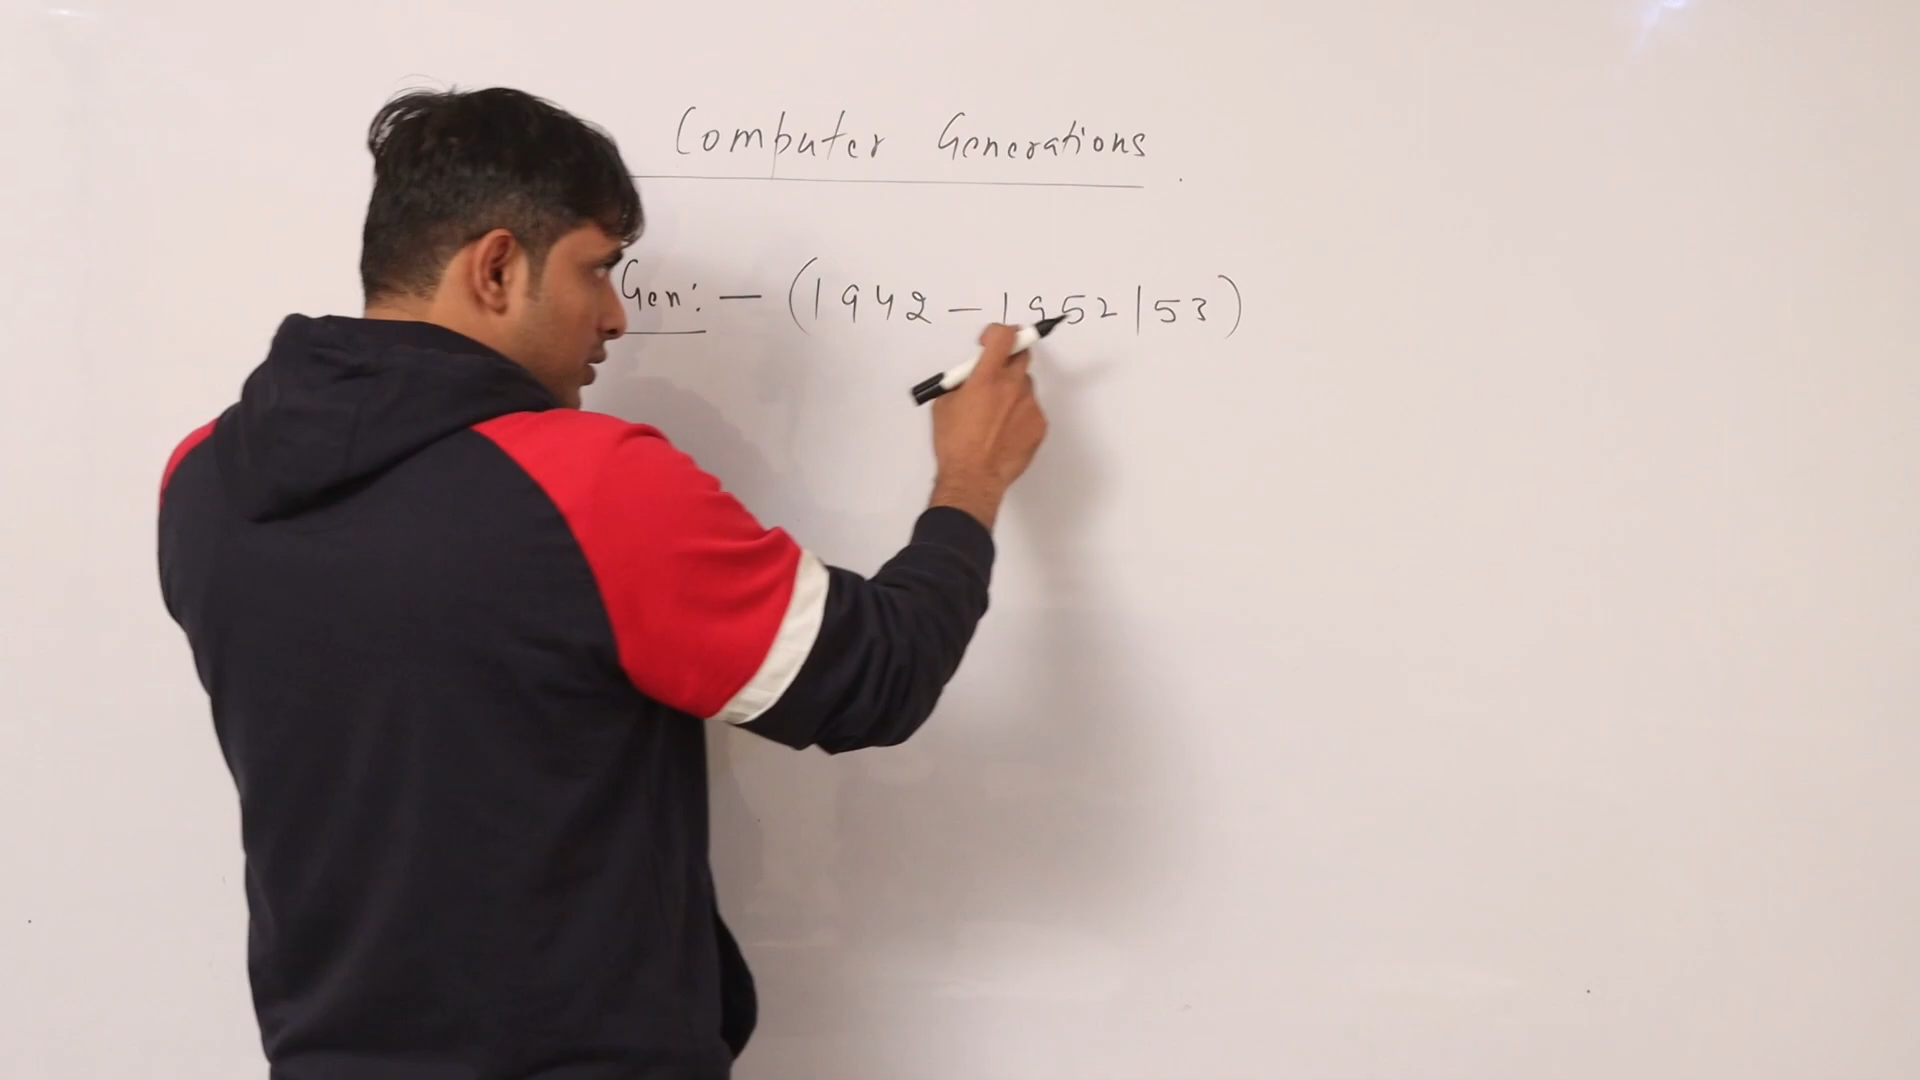 Computer Generations
Gen: - (1942 - 1952|53)